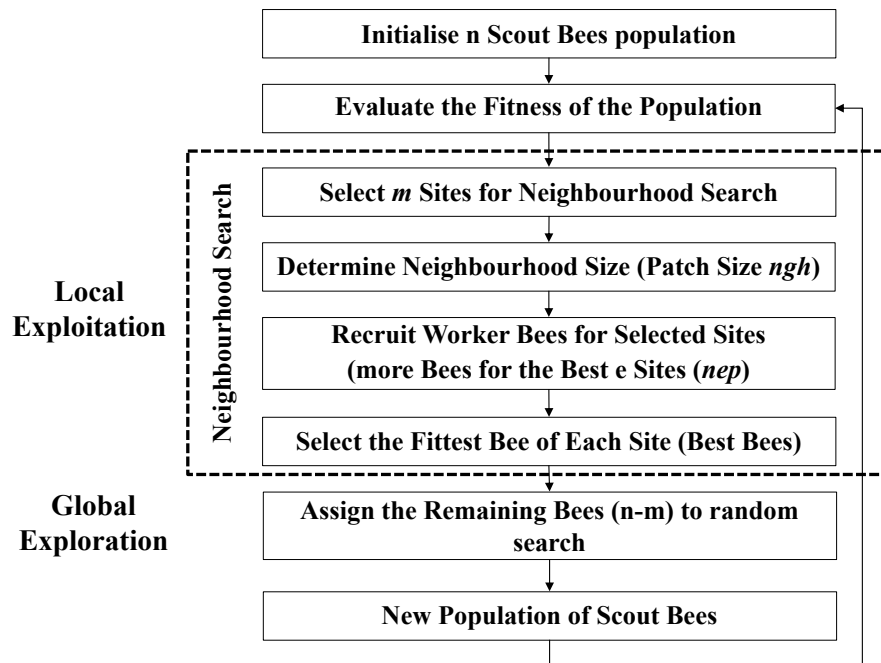 Initialise n Scout Bees population
Evaluate the Fitness of the Population
Neighbourhood Search
Select m Sites for Neighbourhood Search
Determine Neighbourhood Size (Patch Size ngh)
Local
Exploitation
Recruit Worker Bees for Selected Sites
(more Bees for the Best e Sites (nep)
Select the Fittest Bee of Each Site (Best Bees)
Global
Exploration
Assign the Remaining Bees (n-m) to random
search
New Population of Scout Bees